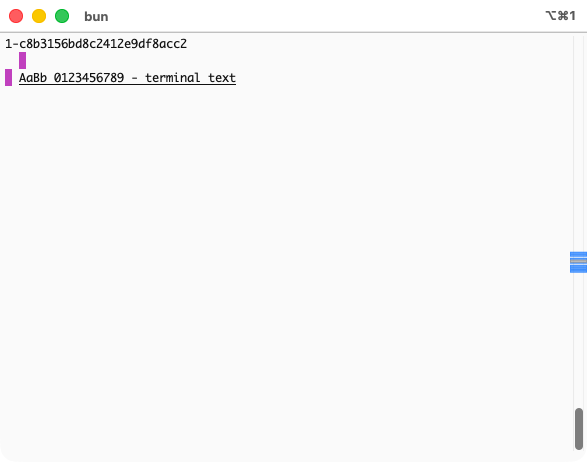 bun ⌥⌘1
1-c8b3156bd8c2412e9df8acc2
AaBb 0123456789 - terminal text